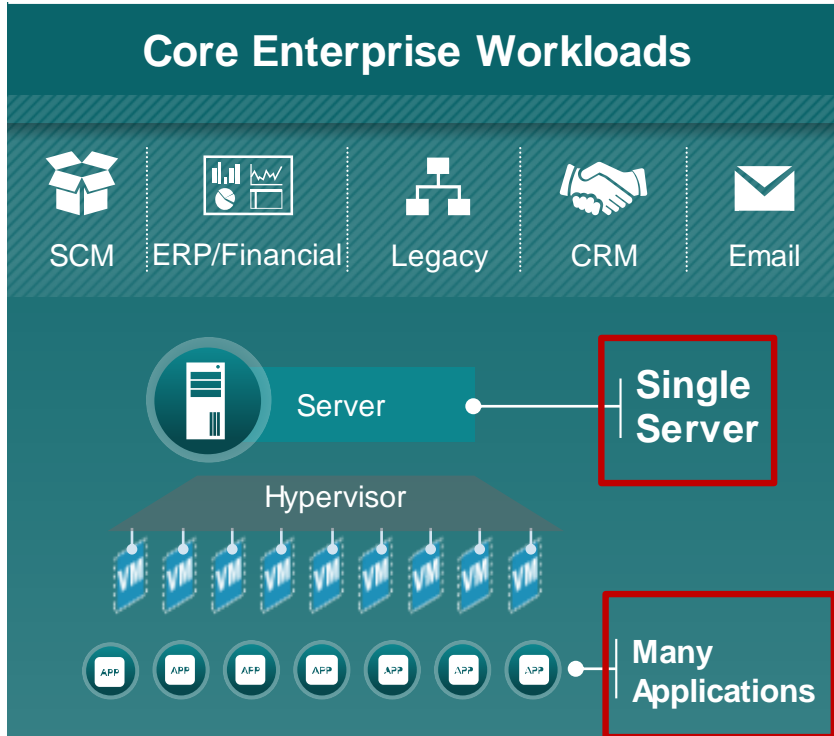 Core Enterprise Workloads
SCM
ERP/Financial
Legacy
CRM
Email
Server
Single
Server
Hypervisor
VM VM VM VM VM VM VM VM VM
APP APP APP APP APP APP APP
Many
Applications